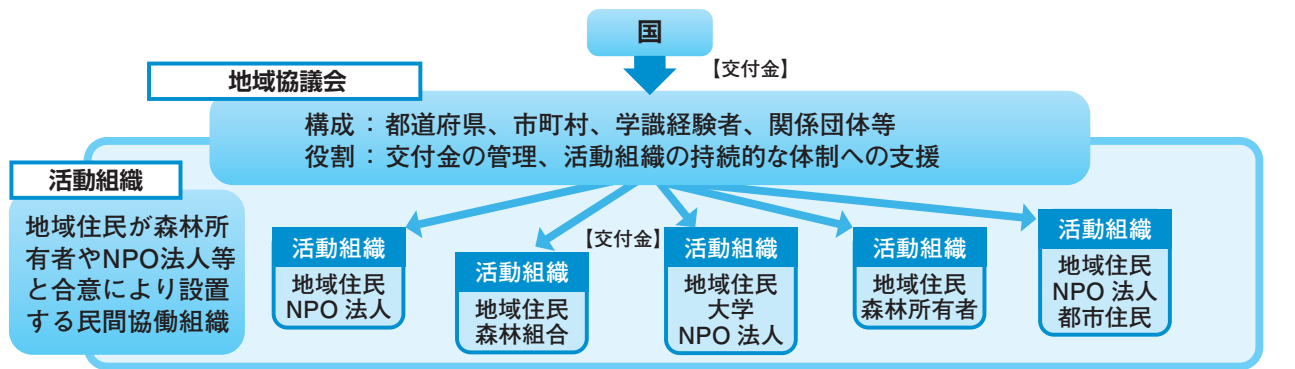 国
【交付金】
地域協議会
構成 : 都道府県、市町村、学識経験者、関係団体等
役割 : 交付金の管理、活動組織の持続的な体制への支援
活動組織
地域住民が森林所
有者やNPO法人等
と合意により設置
する民間協働組織
【交付金】
活動組織
地域住民
NPO 法人
活動組織
地域住民
森林組合
活動組織
地域住民
大学
NPO 法人
活動組織
地域住民
森林所有者
活動組織
地域住民
NPO 法人
都市住民